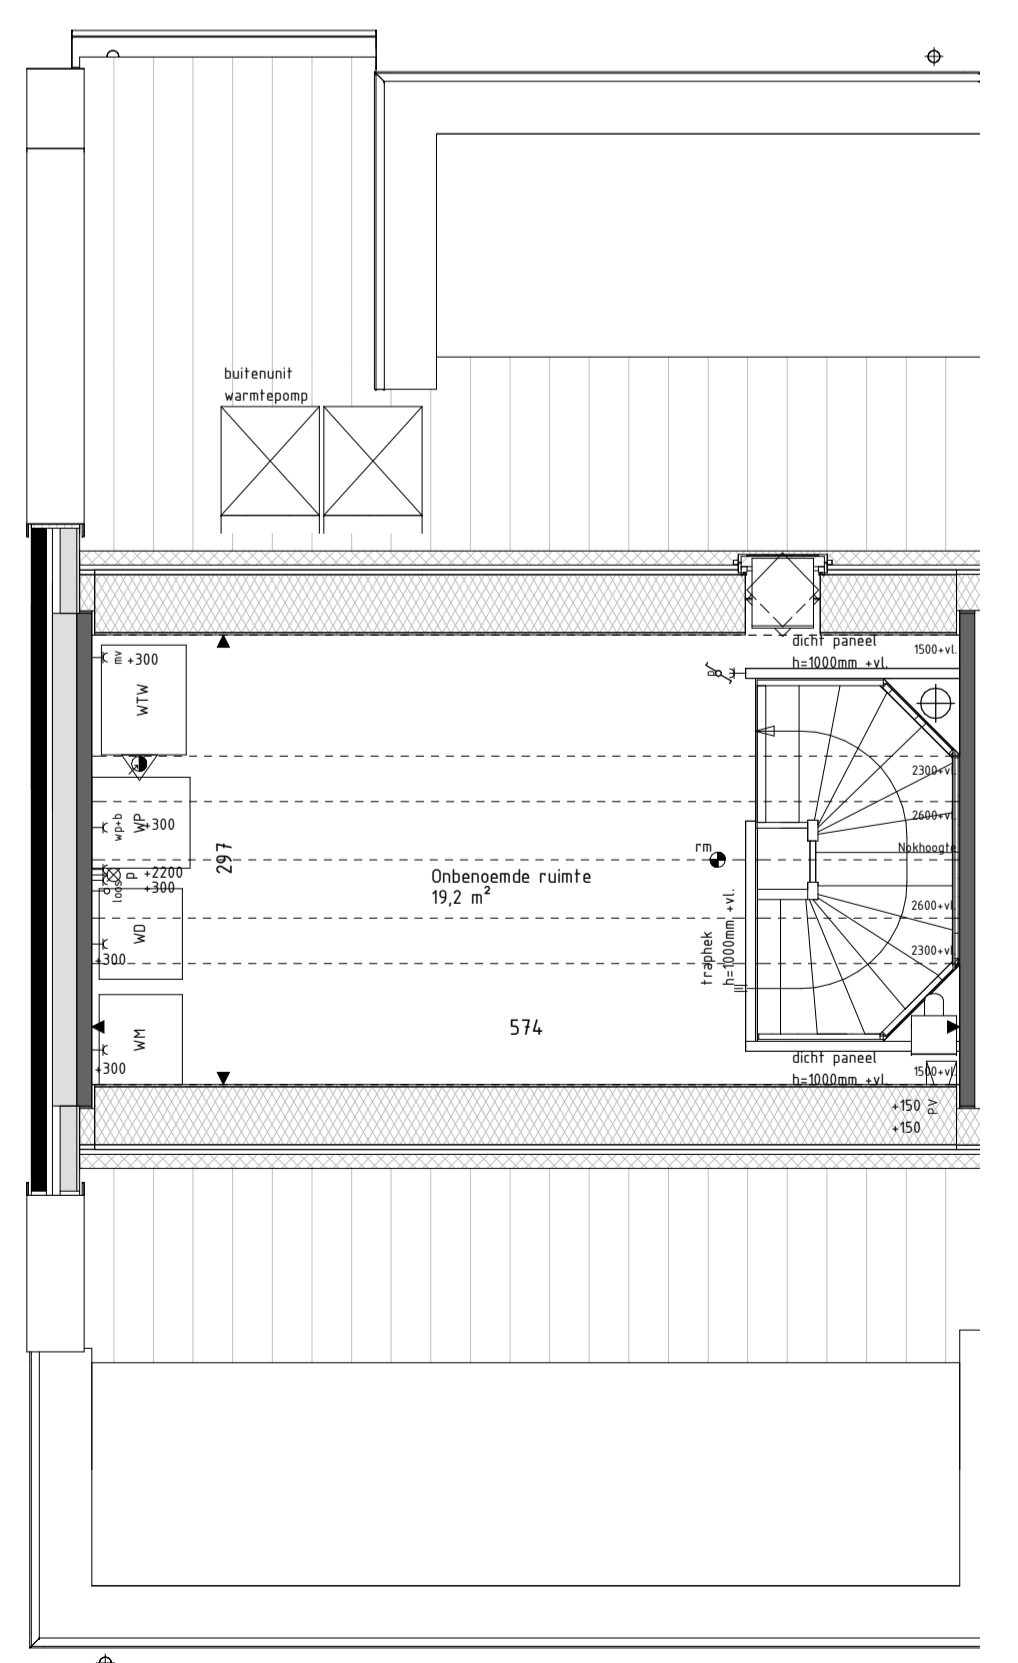 buitenunit
warmtepomp
dicht paneel
h=1000mm +vl.
1500+vl.
mv
+300
WTW
p
2300+vl.
2600+vl.
wp+b
WP
+300
297
rm
Nokhoogte
Onbenoemde ruimte
19,2 m²
p
+2200
+300
loos
WD
+300
traphek
h=1000mm +vl.
2600+vl.
2300+vl.
574
WM
+300
dicht paneel
h=1000mm +vl.
1500+vl.
+150
PV
+150